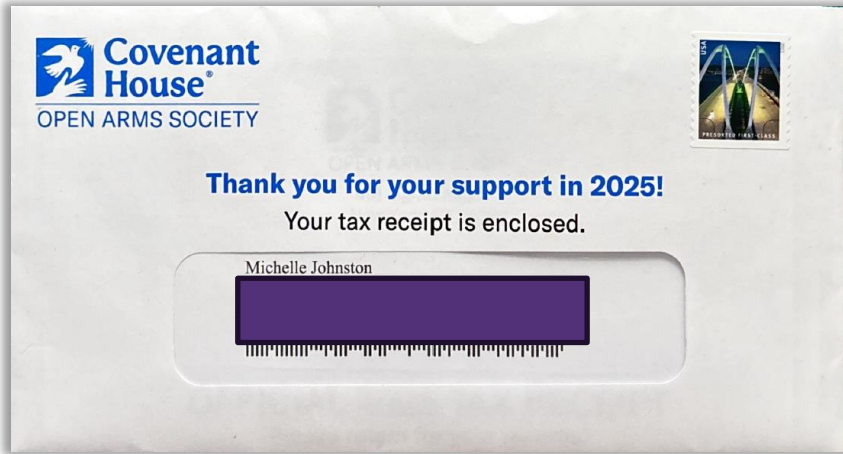 Covenant
House®
OPEN ARMS SOCIETY
USA
PRESORTED FIRST-CLASS
Thank you for your support in 2025!
Your tax receipt is enclosed.
Michelle Johnston